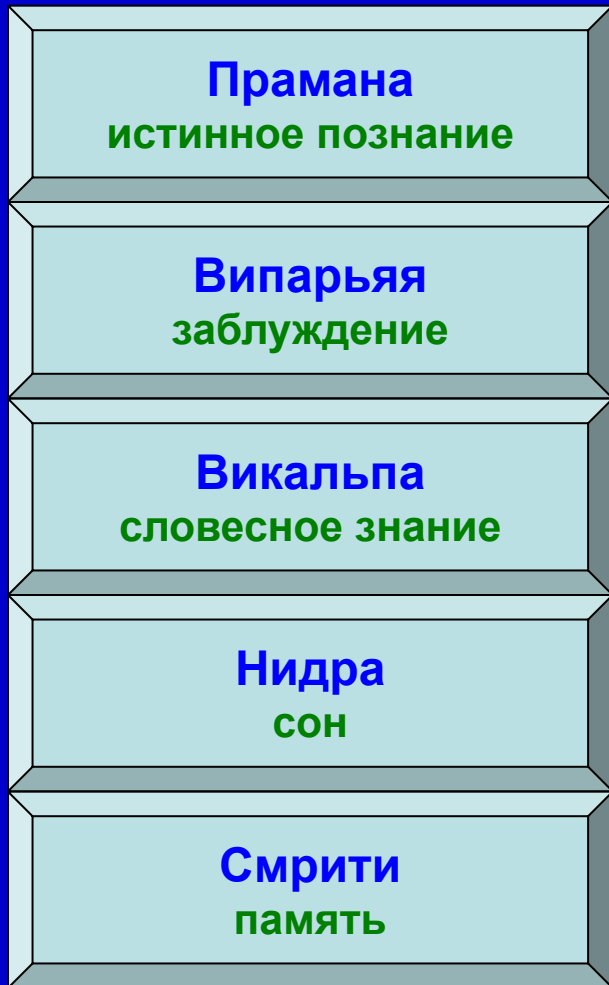 Прамана
истинное познание
Випарьяя
заблуждение
Викальпа
словесное знание
Нидра
сон
Смрити
память